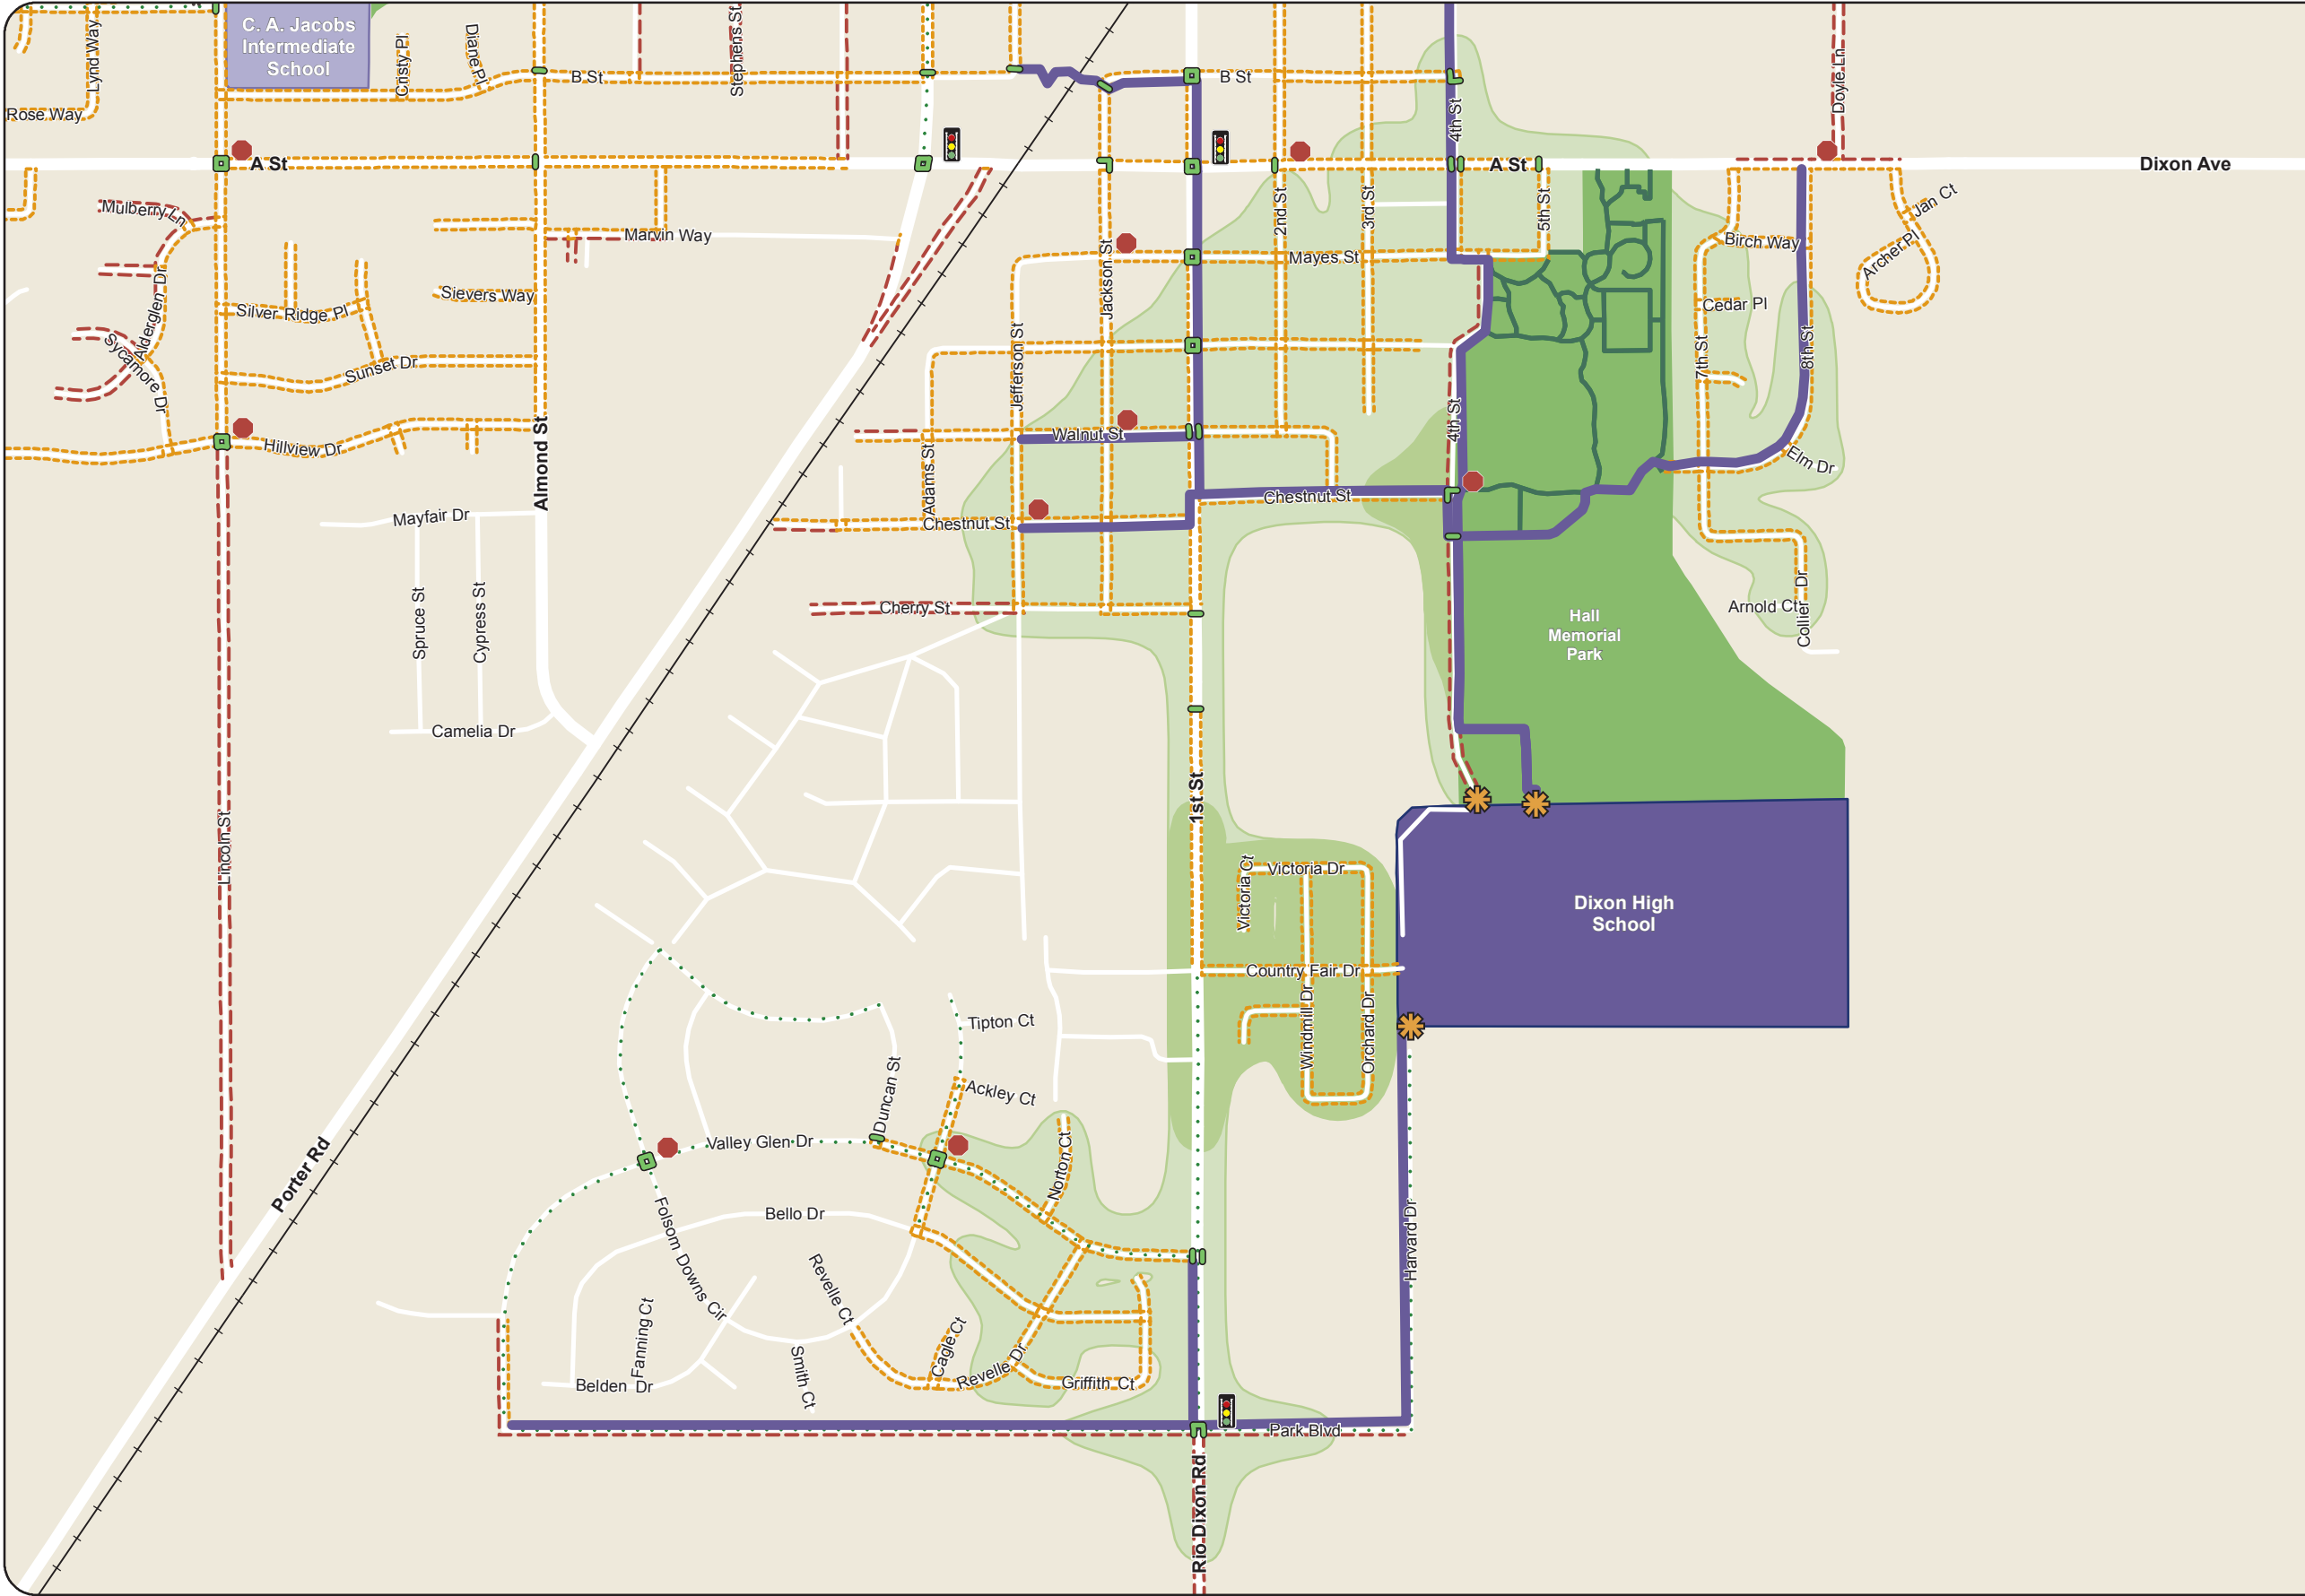 C. A. Jacobs
Intermediate
School
Lynd Way
Cristy Pl
Diane Pl
B St
Stephens St
B St
4th St
Doyle Ln
Rose Way
A St
A St
Dixon Ave
Mulberry Ln
Marvin Way
Jackson St
2nd St
3rd St
Mayes St
5th St
Birch Way
Jan Ct
Archer Pl
Alderglen Dr
Silver Ridge Pl
Sievers Way
Cedar Pl
Sycamore Dr
Sunset Dr
Jefferson St
7th St
8th St
Hillview Dr
Almond St
Walnut St
4th St
Elm Dr
Adams St
Mayfair Dr
Chestnut St
Chestnut St
Spruce St
Cypress St
Cherry St
Hall
Memorial
Park
Arnold Ct
Collier Dr
Camelia Dr
1st St
Lincoln St
Victoria Ct
Victoria Dr
Dixon High
School
Country Fair Dr
Windmill Dr
Orchard Dr
Tipton Ct
Duncan St
Ackley Ct
Valley Glen Dr
Norton Ct
Porter Rd
Bello Dr
Folsom Downs Cir
Harvard Dr
Revelle Ct
Fanning Ct
Smith Ct
Cagle Ct
Revelle Dr
Griffith Ct
Belden Dr
Park Blvd
Rio Dixon Rd